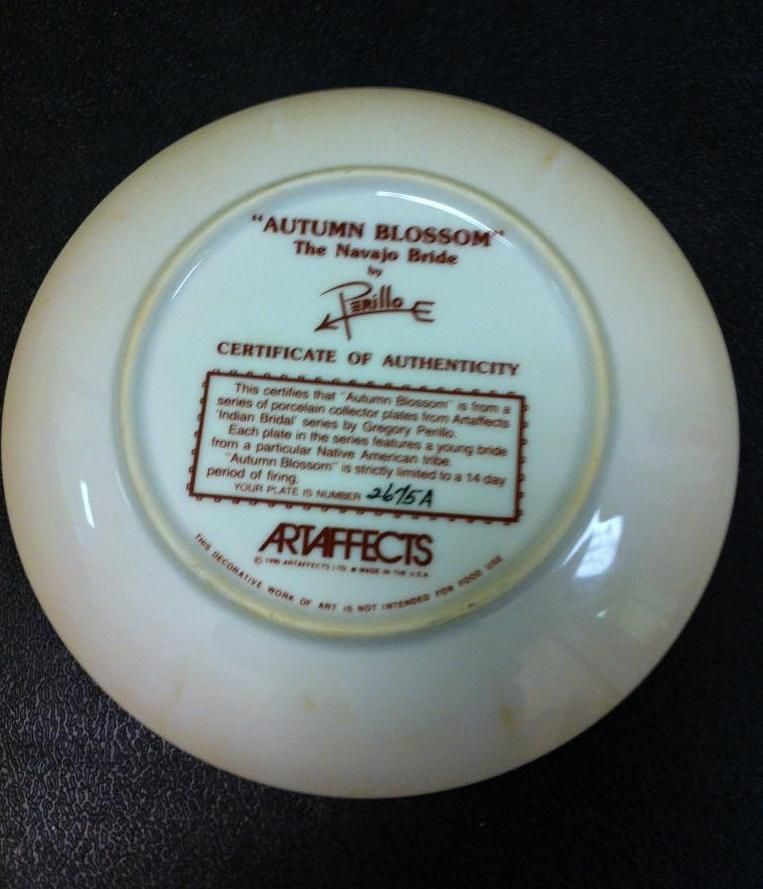 "AUTUMN BLOSSOM"
The Navajo Bride
by
Perillo
CERTIFICATE OF AUTHENTICITY
This certifies that "Autumn Blossom" is from a
series of porcelain collector plates from Artaffects
'Indian Bridal' series by Gregory Perillo.
Each plate in the series features a young bride
from a particular Native American tribe.
"Autumn Blossom" is strictly limited to a 14 day
period of firing.
YOUR PLATE IS NUMBER 2675A
ARTAFFECTS
© 1990 ARTAFFECTS LTD. ● MADE IN THE U.S.A.
THIS DECORATIVE WORK OF ART IS NOT INTENDED FOR FOOD USE